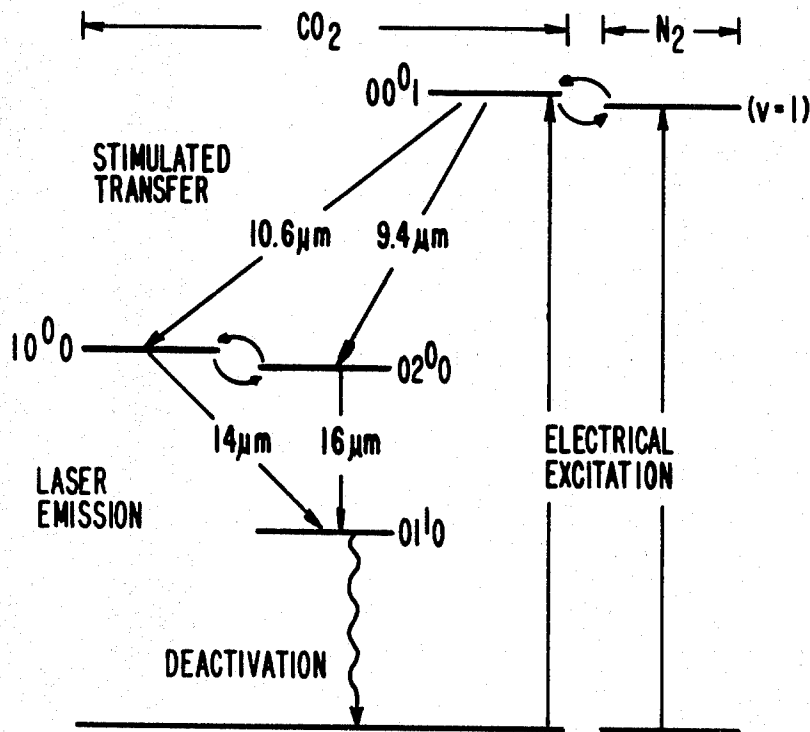 CO₂
N₂
00⁰1
(v=1)
STIMULATED
TRANSFER
10.6μm
9.4μm
10⁰0
02⁰0
14μm
16μm
ELECTRICAL
EXCITATION
LASER
EMISSION
01¹0
DEACTIVATION